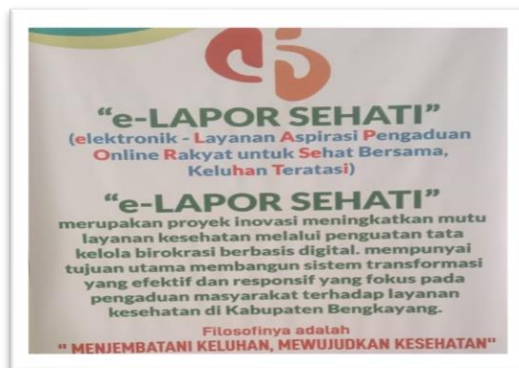 "e-LAPOR SEHATI"
(elektronik - Layanan Aspirasi Pengaduan
Online Rakyat untuk Sehat Bersama,
Keluhan Teratasi)
"e-LAPOR SEHATI"
merupakan proyek inovasi meningkatkan mutu
layanan kesehatan melalui penguatan tata
kelola birokrasi berbasis digital. mempunyai
tujuan utama membangun sistem transformasi
yang efektif dan responsif yang fokus pada
pengaduan masyarakat terhadap layanan
kesehatan di Kabupaten Bengkayang.
Filosofinya adalah
" MENJEMBATANI KELUHAN, MEWUJUDKAN KESEHATAN"